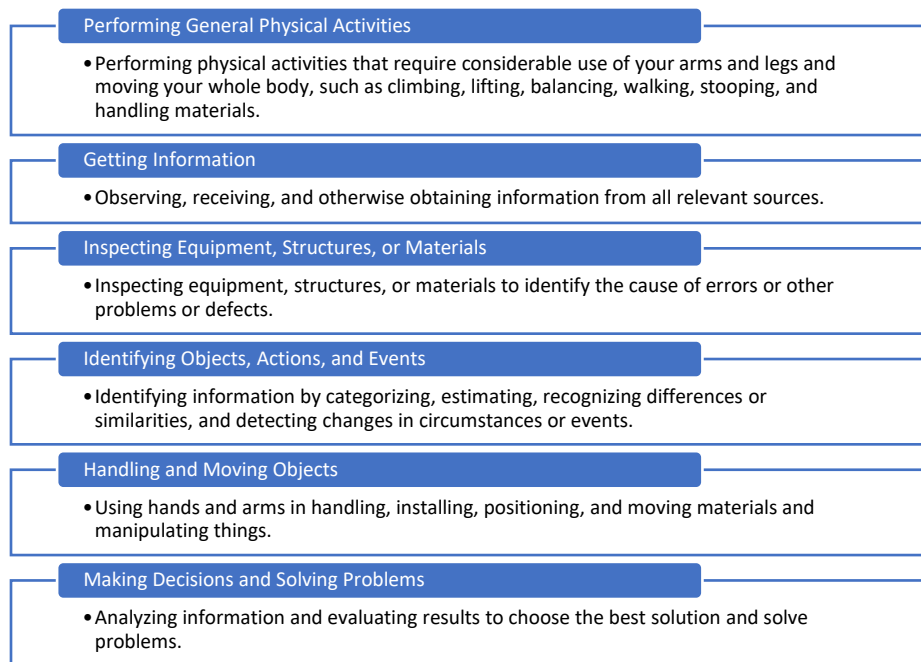 Performing General Physical Activities
•Performing physical activities that require considerable use of your arms and legs and
moving your whole body, such as climbing, lifting, balancing, walking, stooping, and
handling materials.
Getting Information
•Observing, receiving, and otherwise obtaining information from all relevant sources.
Inspecting Equipment, Structures, or Materials
•Inspecting equipment, structures, or materials to identify the cause of errors or other
problems or defects.
Identifying Objects, Actions, and Events
•Identifying information by categorizing, estimating, recognizing differences or
similarities, and detecting changes in circumstances or events.
Handling and Moving Objects
•Using hands and arms in handling, installing, positioning, and moving materials and
manipulating things.
Making Decisions and Solving Problems
•Analyzing information and evaluating results to choose the best solution and solve
problems.